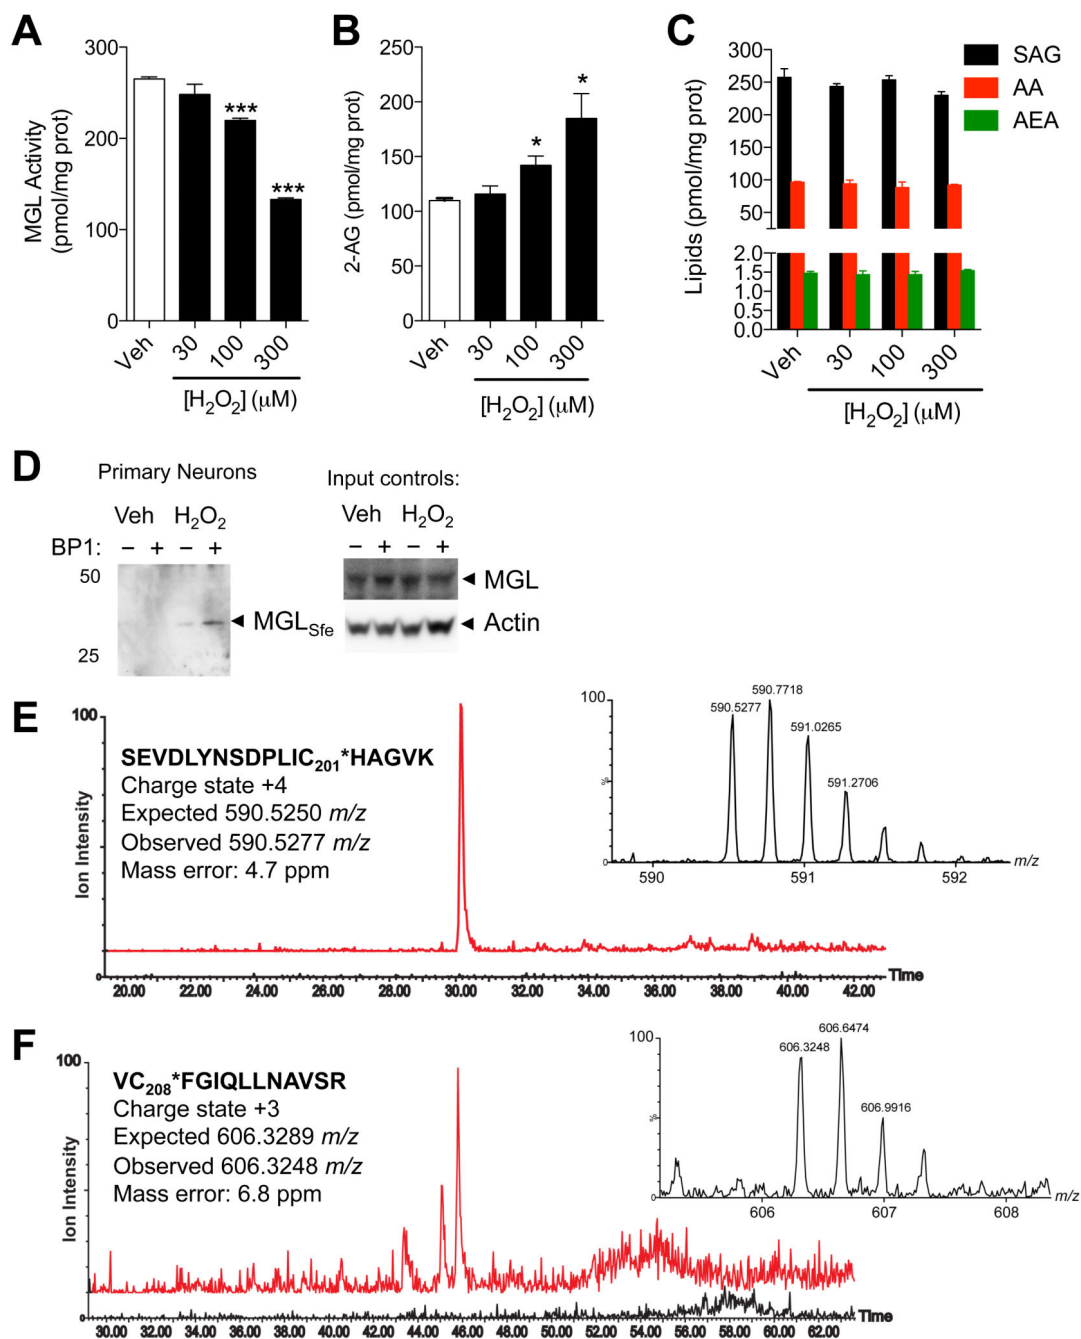 A
MGL Activity
(pmol/mg prot)
300
200
100
0
***
***
Veh
30
100
300
[H₂O₂] (μM)
B
2-AG (pmol/mg prot)
250
200
150
100
50
0
*
*
Veh
30
100
300
[H₂O₂] (μM)
C
Lipids (pmol/mg prot)
300
250
200
150
100
50
2.0
1.5
1.0
0.5
0.0
SAG
AA
AEA
Veh
30
100
300
[H₂O₂] (μM)
D
Primary Neurons
Veh H₂O₂
BP1: – + – +
50
25
◄ MGL_Sfe
Input controls:
Veh H₂O₂
– + – +
◄ MGL
◄ Actin
E
100
Ion Intensity
0
SEVDLYNSDPLIC₂₀₁*HAGVK
Charge state +4
Expected 590.5250 m/z
Observed 590.5277 m/z
Mass error: 4.7 ppm
20.00 22.00 24.00 26.00 28.00 30.00 32.00 34.00 36.00 38.00 40.00 42.00
Time
100
%
0
590.5277
590.7718
591.0265
591.2706
590 591 592
m/z
F
100
Ion Intensity
0
VC₂₀₈*FGIQLLNAVSR
Charge state +3
Expected 606.3289 m/z
Observed 606.3248 m/z
Mass error: 6.8 ppm
30.00 32.00 34.00 36.00 38.00 40.00 42.00 44.00 46.00 48.00 50.00 52.00 54.00 56.00 58.00 60.00 62.00
Time
100
%
0
606.3248
606.6474
606.9916
606 607 608
m/z